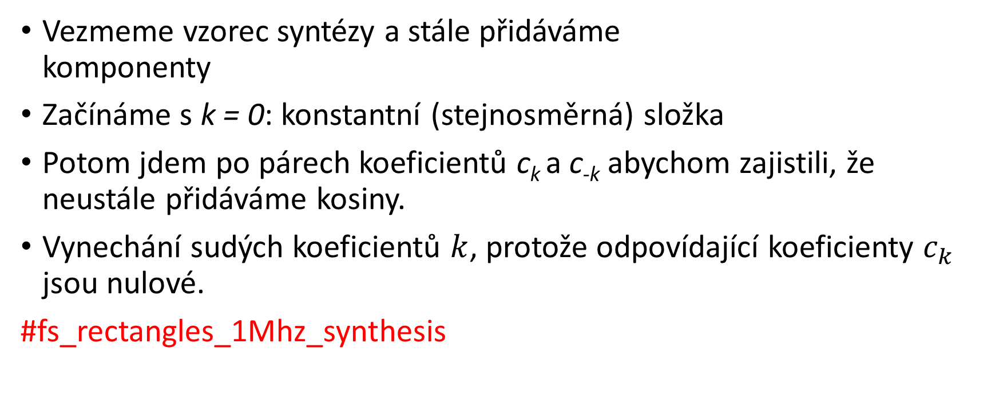 • Vezmeme vzorec syntézy a stále přidáváme
komponenty
• Začínáme s k = 0: konstantní (stejnosměrná) složka
• Potom jdem po párech koeficientů c_k a c_-k abychom zajistili, že
neustále přidáváme kosiny.
• Vynechání sudých koeficientů k, protože odpovídající koeficienty c_k
jsou nulové.
#fs_rectangles_1Mhz_synthesis